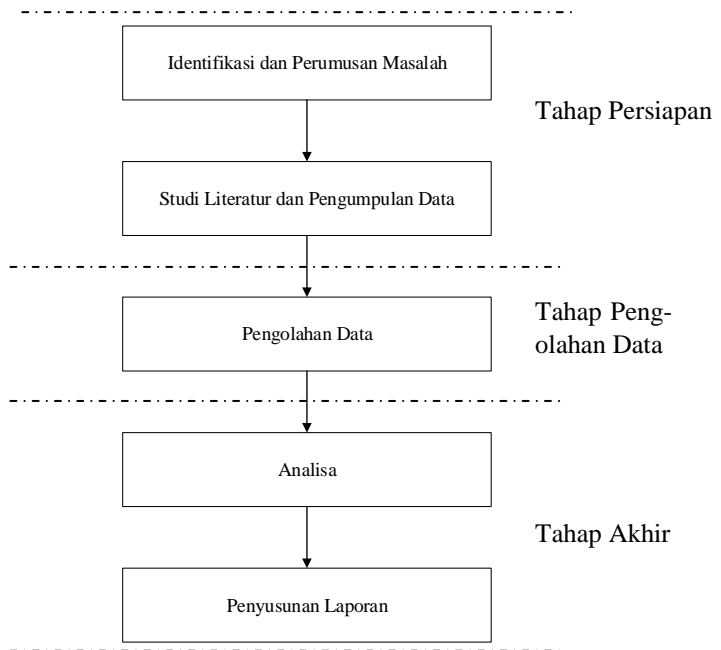 Identifikasi dan Perumusan Masalah
Tahap Persiapan
Studi Literatur dan Pengumpulan Data
Tahap Peng-
olahan Data
Pengolahan Data
Analisa
Tahap Akhir
Penyusunan Laporan